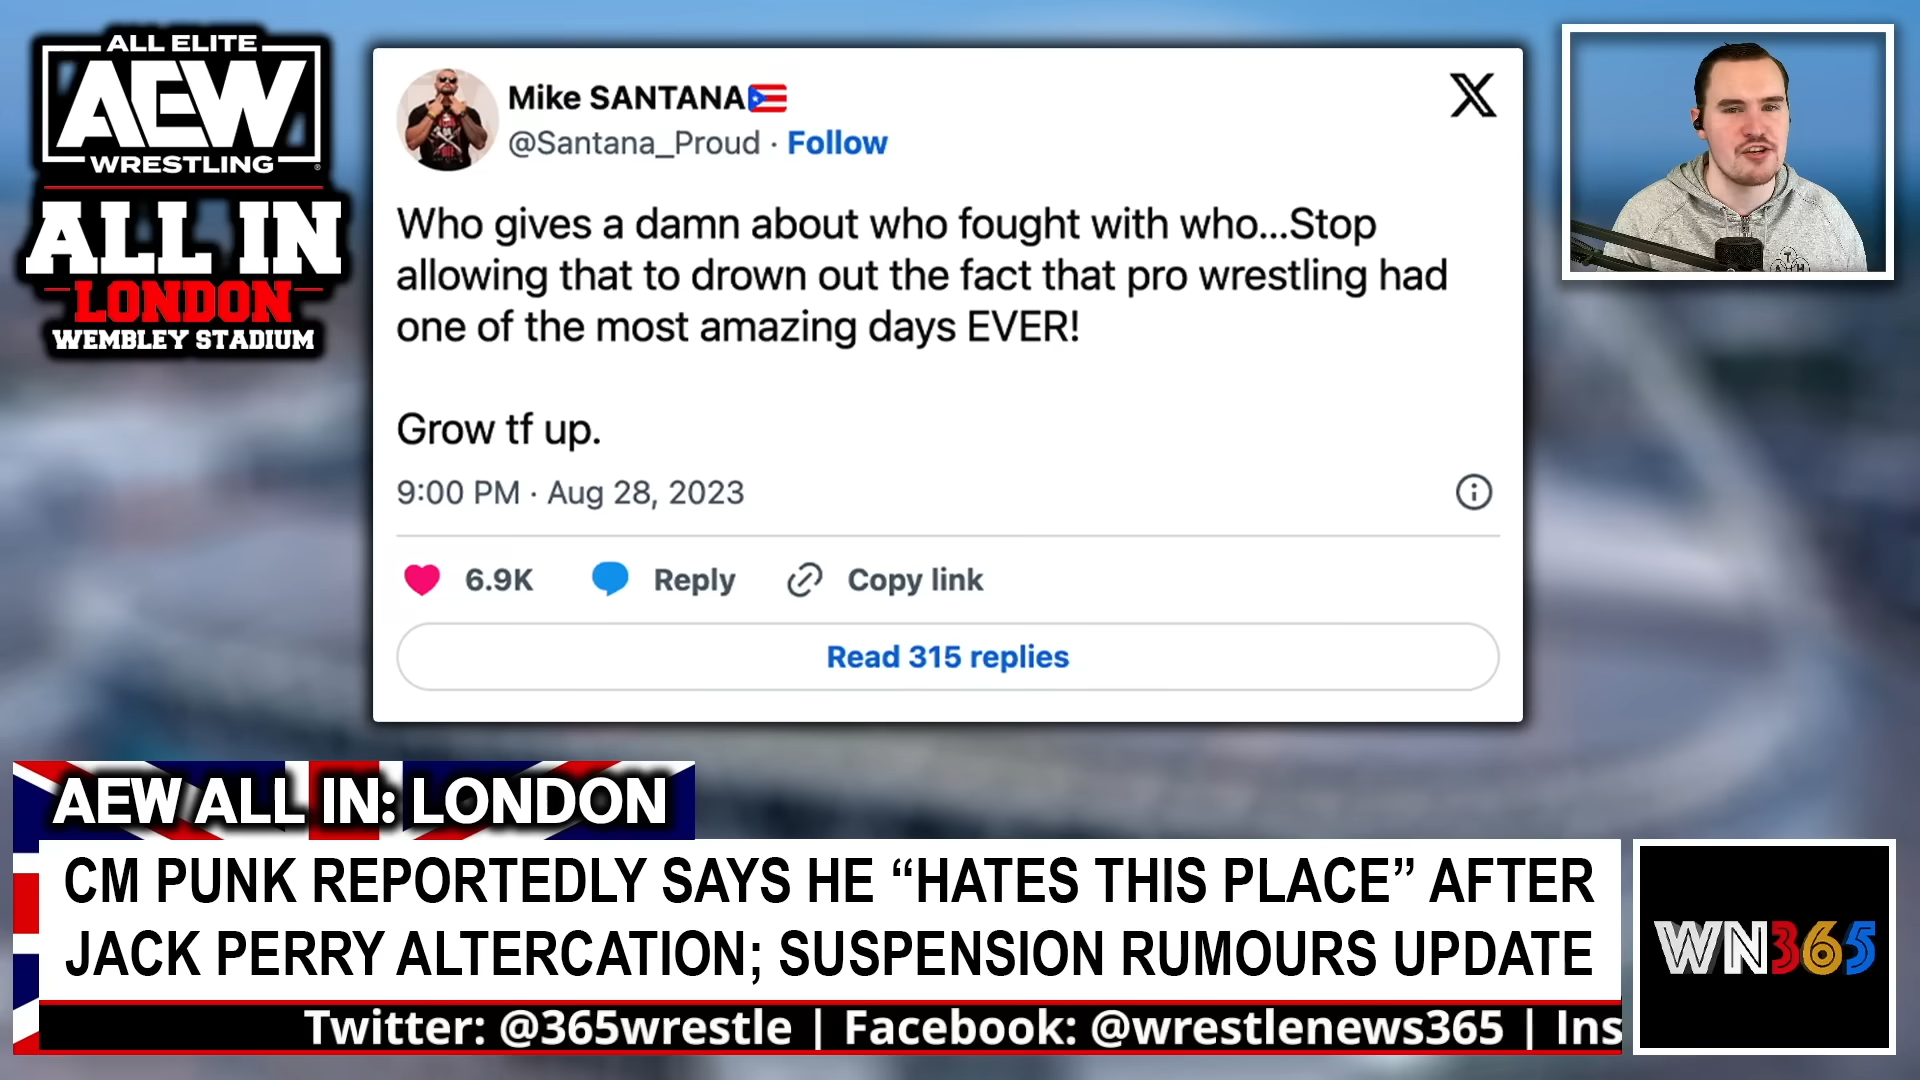 ALL ELITE
AEW
WRESTLING
ALL IN
LONDON
WEMBLEY STADIUM
Mike SANTANA🇵🇷
@Santana_Proud · Follow
Who gives a damn about who fought with who...Stop
allowing that to drown out the fact that pro wrestling had
one of the most amazing days EVER!
Grow tf up.
9:00 PM · Aug 28, 2023
6.9K Reply Copy link
Read 315 replies
AEW ALL IN: LONDON
CM PUNK REPORTEDLY SAYS HE “HATES THIS PLACE” AFTER
JACK PERRY ALTERCATION; SUSPENSION RUMOURS UPDATE
WN365
Twitter: @365wrestle | Facebook: @wrestlenews365 | Ins